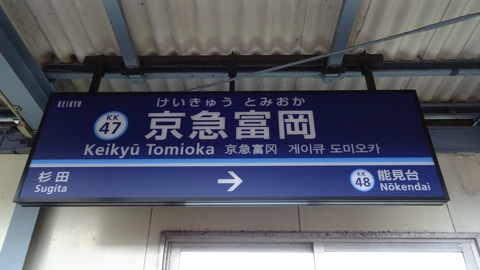 KEIKYU
けいきゅう とみおか
KK
47
京急富岡
Keikyū Tomioka 京急富冈 게이큐 도미오카
杉田
Sugita
→
KK
48
能見台
Nōkendai